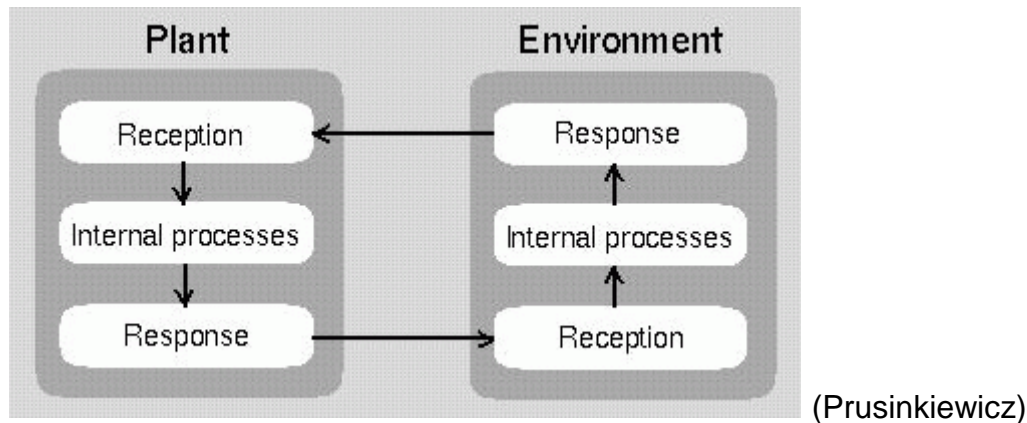 Plant Environment
Reception Response
Internal processes Internal processes
Response Reception
(Prusinkiewicz)